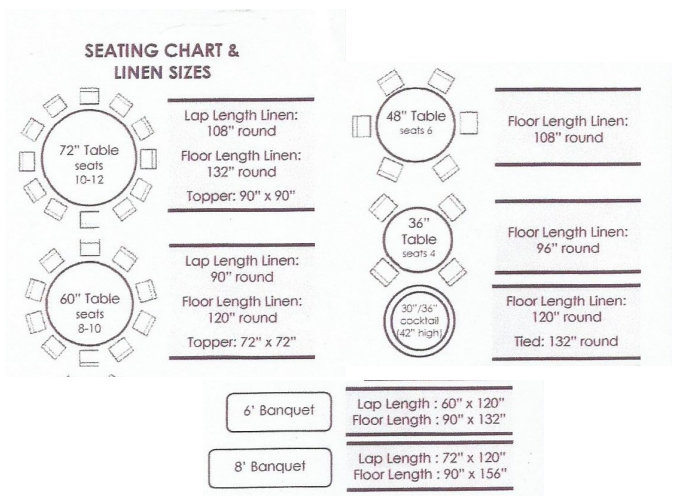 SEATING CHART &
LINEN SIZES
72" Table
seats
10-12
Lap Length Linen:
108" round
Floor Length Linen:
132" round
Topper: 90" x 90"
60" Table
seats
8-10
Lap Length Linen:
90" round
Floor Length Linen:
120" round
Topper: 72" x 72"
48" Table
seats 6
Floor Length Linen:
108" round
36"
Table
seats 4
Floor Length Linen:
96" round
30"/36"
cocktail
(42" high)
Floor Length Linen:
120" round
Tied: 132" round
6' Banquet
Lap Length : 60" x 120"
Floor Length : 90" x 132"
8' Banquet
Lap Length : 72" x 120"
Floor Length : 90" x 156"